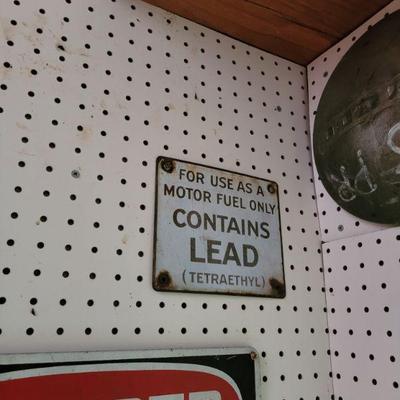 FOR USE AS A
MOTOR FUEL ONLY
CONTAINS
LEAD
(TETRAETHYL)